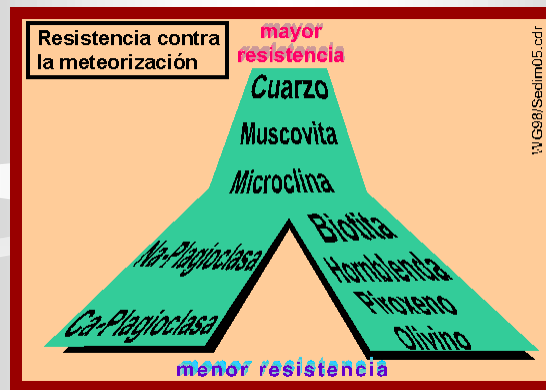 Resistencia contra
la meteorización
mayor
resistencia
WG98/Sedim05.cdr
Cuarzo
Muscovita
Microclina
Na-Plagioclasa
Ca-Plagioclasa
Biotita
Hornblenda
Piroxeno
Olivino
menor resistencia